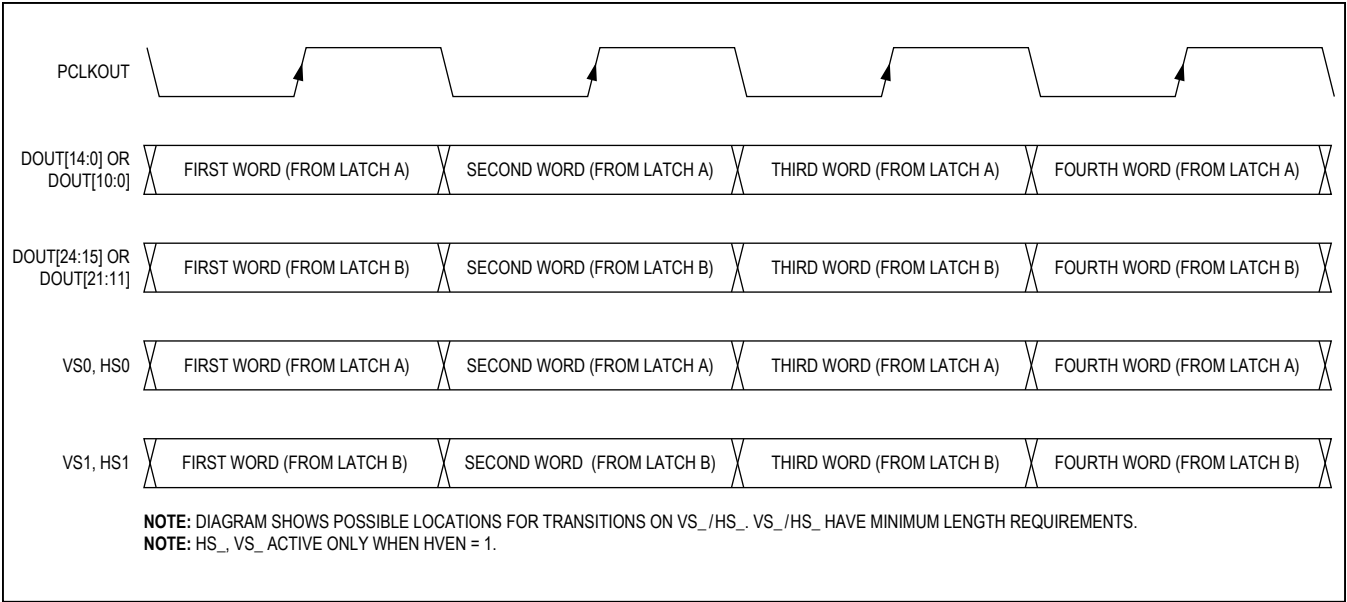 PCLKOUT
DOUT[14:0] OR
DOUT[10:0]
FIRST WORD (FROM LATCH A)
SECOND WORD (FROM LATCH A)
THIRD WORD (FROM LATCH A)
FOURTH WORD (FROM LATCH A)
DOUT[24:15] OR
DOUT[21:11]
FIRST WORD (FROM LATCH B)
SECOND WORD (FROM LATCH B)
THIRD WORD (FROM LATCH B)
FOURTH WORD (FROM LATCH B)
VS0, HS0
FIRST WORD (FROM LATCH A)
SECOND WORD (FROM LATCH A)
THIRD WORD (FROM LATCH A)
FOURTH WORD (FROM LATCH A)
VS1, HS1
FIRST WORD (FROM LATCH B)
SECOND WORD (FROM LATCH B)
THIRD WORD (FROM LATCH B)
FOURTH WORD (FROM LATCH B)
NOTE: DIAGRAM SHOWS POSSIBLE LOCATIONS FOR TRANSITIONS ON VS_/HS_. VS_/HS_ HAVE MINIMUM LENGTH REQUIREMENTS.
NOTE: HS_, VS_ ACTIVE ONLY WHEN HVEN = 1.